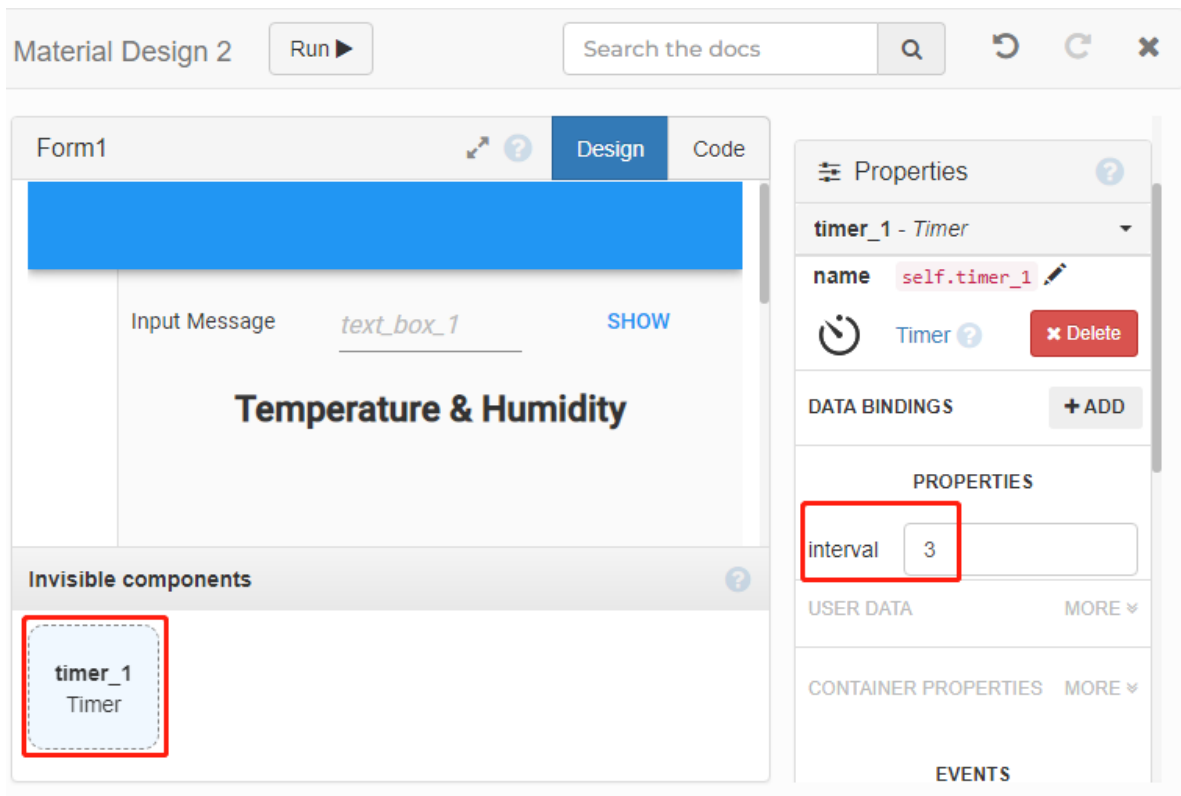 Material Design 2 Run Search the docs
Form1 Design Code
Input Message text_box_1 SHOW
Temperature & Humidity
Invisible components
timer_1
Timer
Properties
timer_1 - Timer
name self.timer_1
Timer Delete
DATA BINDINGS + ADD
PROPERTIES
interval 3
USER DATA MORE
CONTAINER PROPERTIES MORE
EVENTS